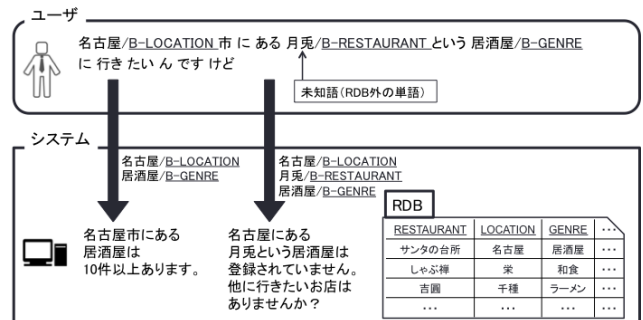 ユーザ
名古屋/B-LOCATION 市 に ある 月兎/B-RESTAURANT という 居酒屋/B-GENRE
に 行き たい ん です けど
未知語(RDB外の単語)
システム
名古屋/B-LOCATION
居酒屋/B-GENRE
名古屋/B-LOCATION
月兎/B-RESTAURANT
居酒屋/B-GENRE
名古屋市にある
居酒屋は
10件以上あります。
名古屋にある
月兎という居酒屋は
登録されていません。
他に行きたいお店は
ありませんか?
RDB
RESTAURANT LOCATION GENRE …
サンタの台所 名古屋 居酒屋 …
しゃぶ禅 栄 和食 …
吉圓 千種 ラーメン …
… … … …